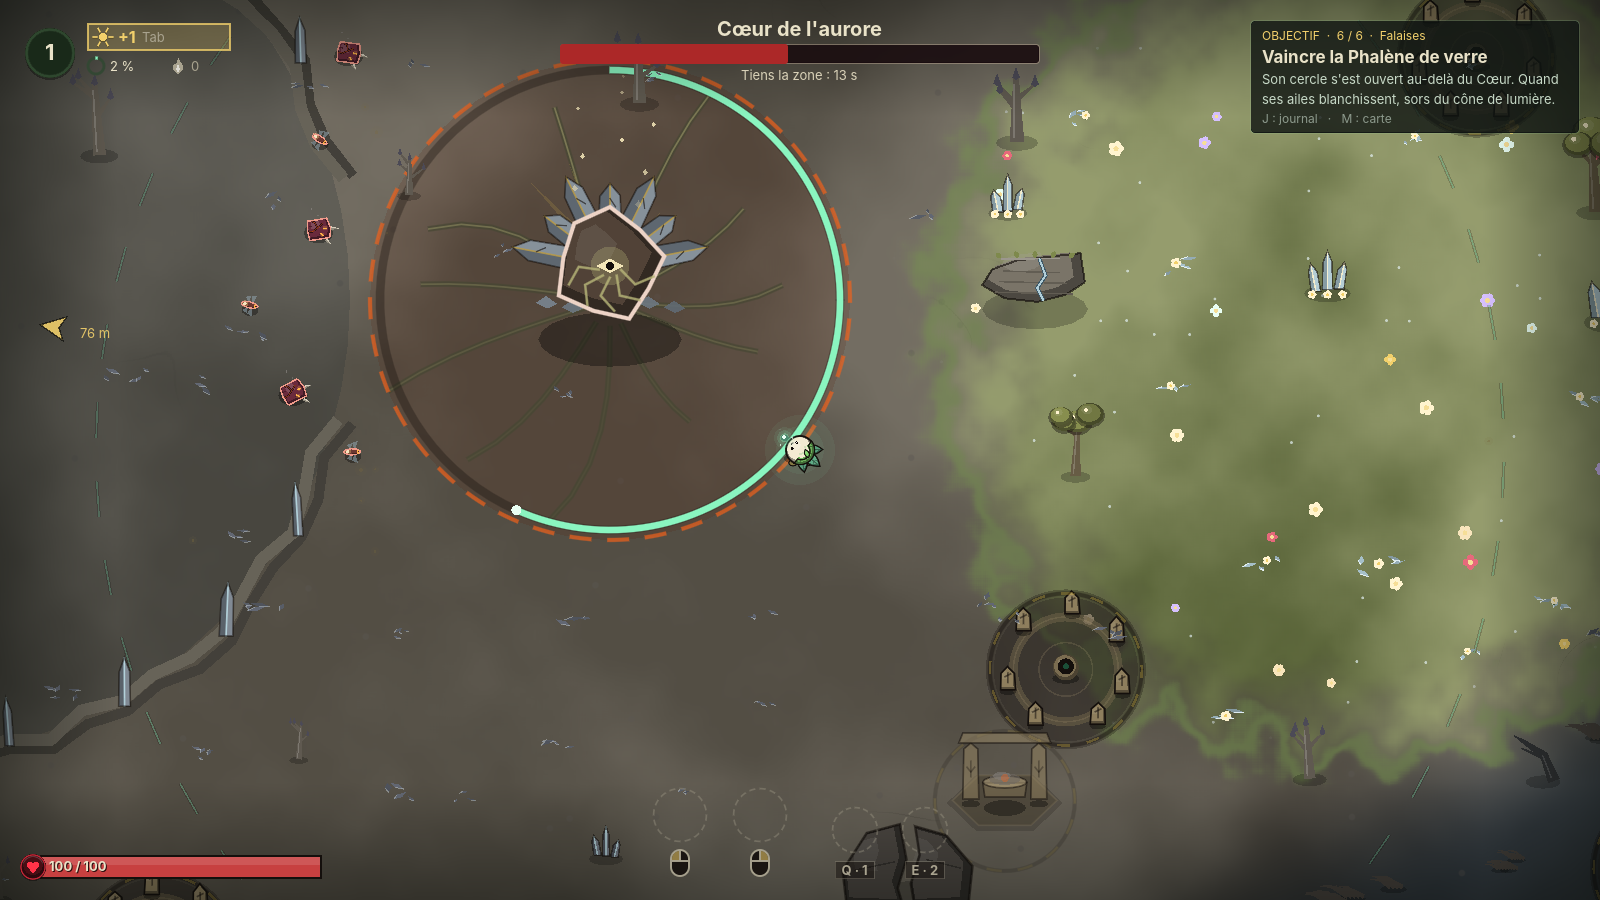 1
+1 Tab
2 %
0
Cœur de l'aurore
Tiens la zone : 13 s
OBJECTIF · 6 / 6 · Falaises
Vaincre la Phalène de verre
Son cercle s'est ouvert au-delà du Cœur. Quand
ses ailes blanchissent, sors du cône de lumière.
J : journal · M : carte
76 m
100 / 100
Q · 1
E · 2